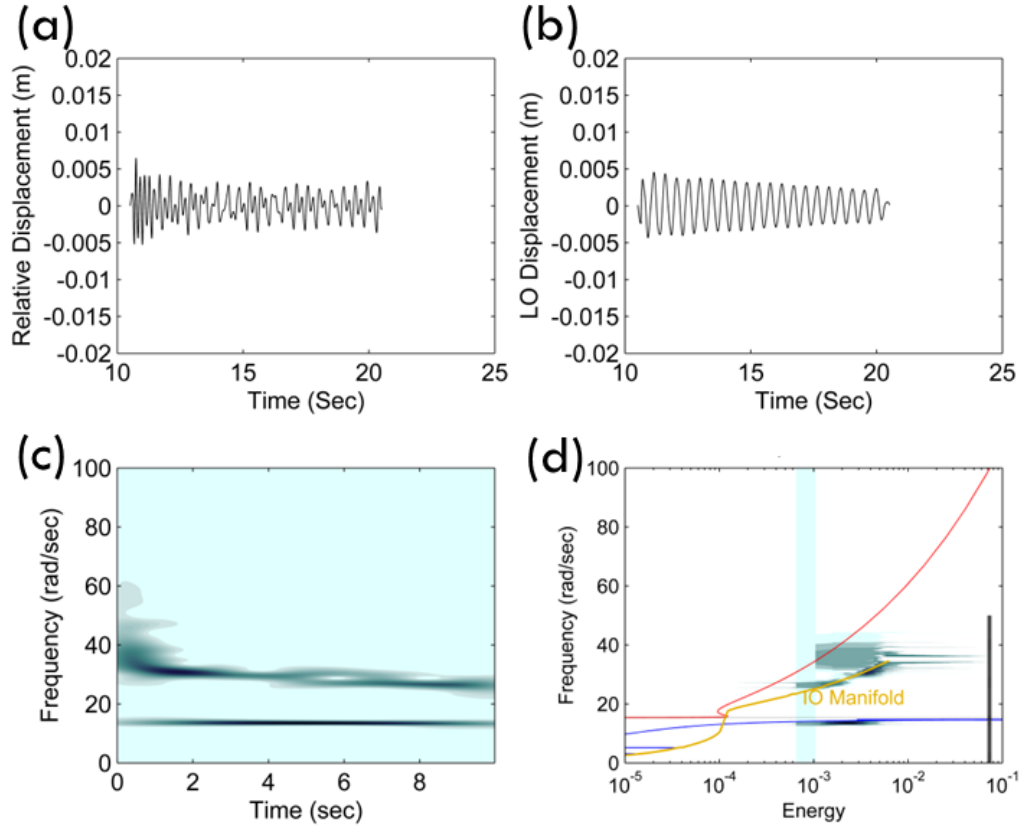 (a)
0.02
0.015
0.01
0.005
0
-0.005
-0.01
-0.015
-0.02
Relative Displacement (m)
10 15 20 25
Time (Sec)
(b)
0.02
0.015
0.01
0.005
0
-0.005
-0.01
-0.015
-0.02
LO Displacement (m)
10 15 20 25
Time (Sec)
(c)
100
80
60
40
20
0
Frequency (rad/sec)
0 2 4 6 8
Time (sec)
(d)
100
80
60
40
20
0
Frequency (rad/sec)
IO Manifold
10⁻⁵ 10⁻⁴ 10⁻³ 10⁻² 10⁻¹
Energy